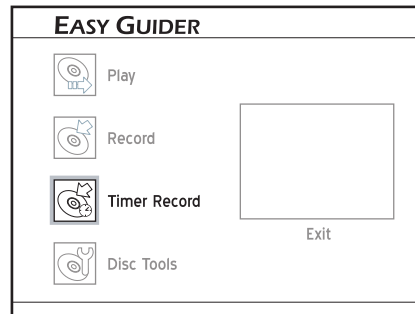 EASY GUIDER
Play
Record
Timer Record
Exit
Disc Tools